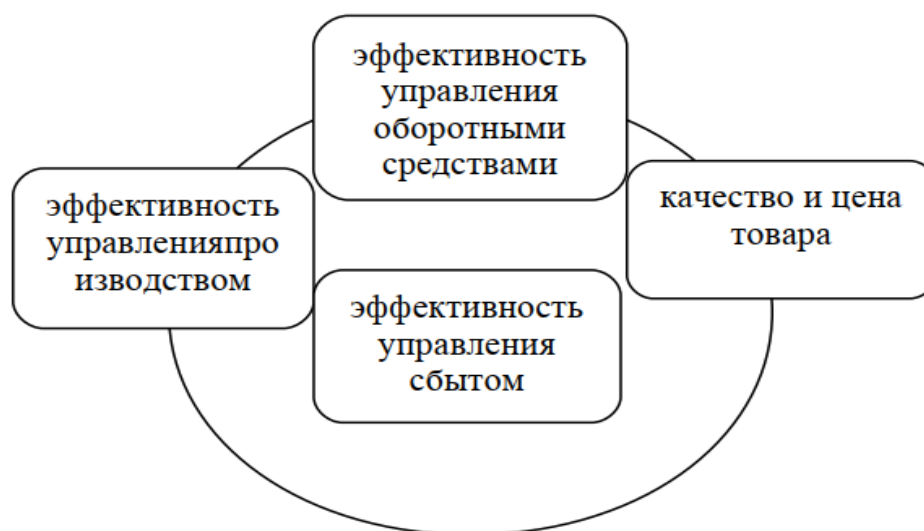 эффективность
управления
оборотными
средствами
эффективность
управленияпро
изводством
качество и цена
товара
эффективность
управления
сбытом